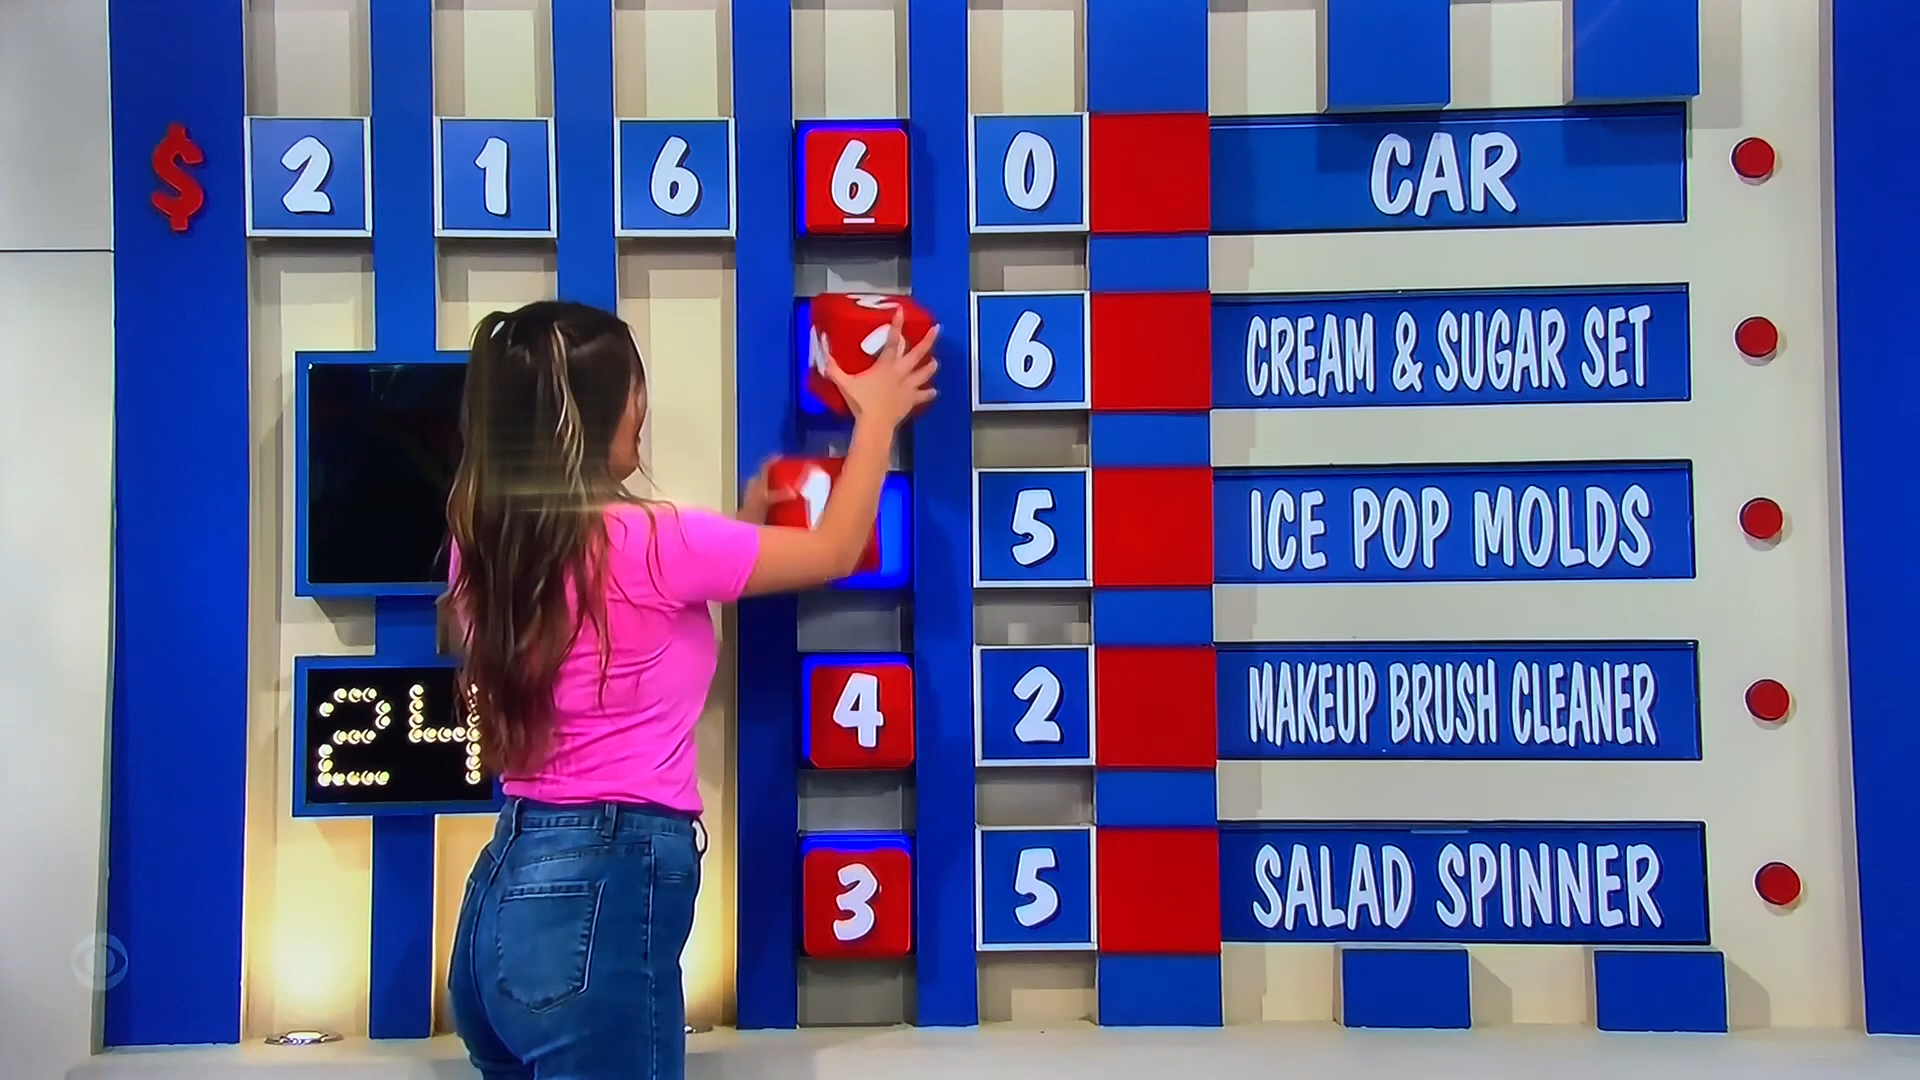 $ 2 1 6 6 0 CAR
6 CREAM & SUGAR SET
1 5 ICE POP MOLDS
4 2 MAKEUP BRUSH CLEANER
24
3 5 SALAD SPINNER